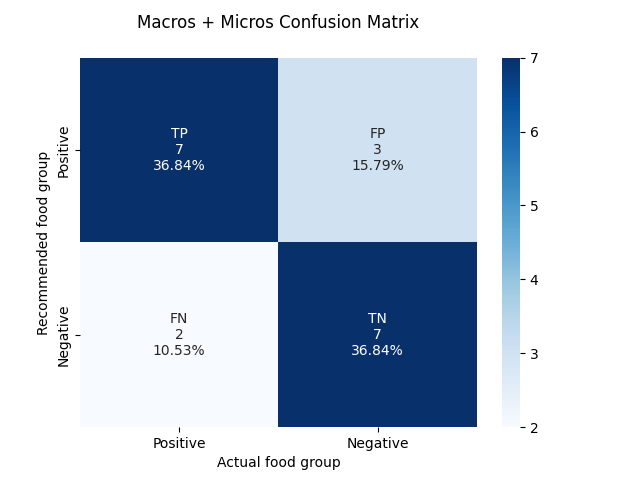 Macros + Micros Confusion Matrix
Recommended food group
Positive
Negative
TP
7
36.84%
FP
3
15.79%
FN
2
10.53%
TN
7
36.84%
Positive
Negative
Actual food group
7
6
5
4
3
2